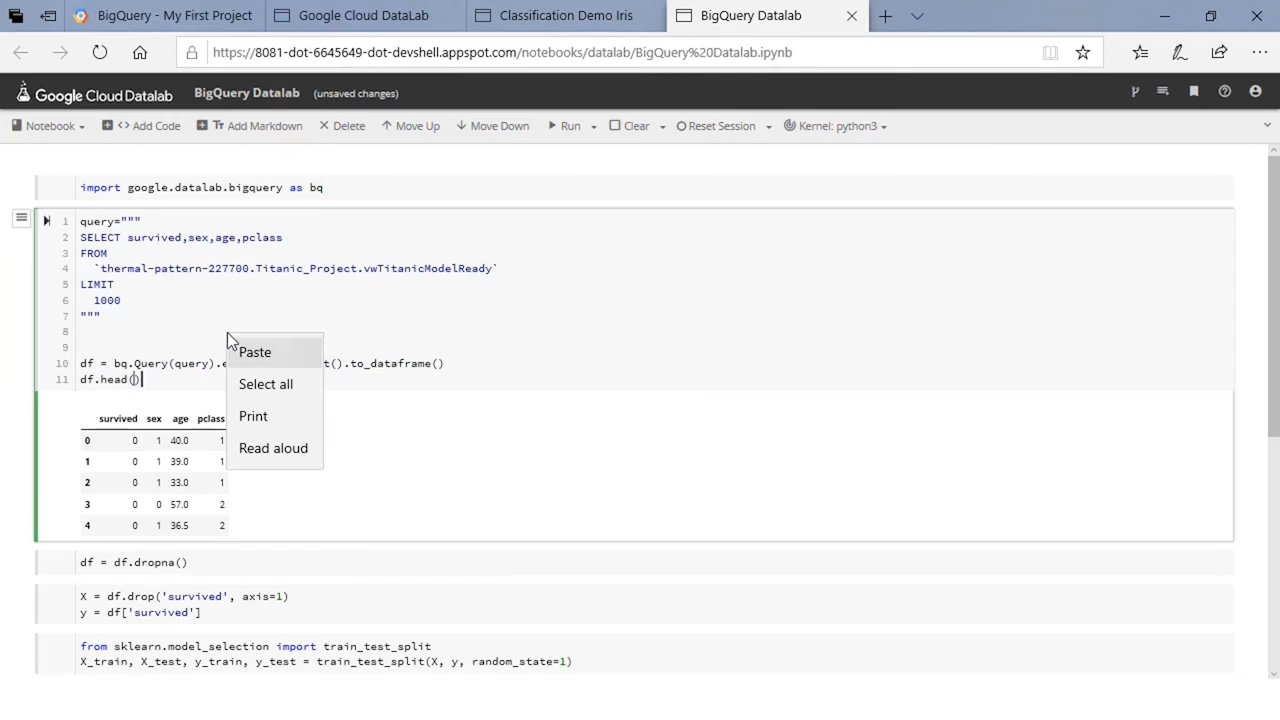 BigQuery - My First Project
Google Cloud DataLab
Classification Demo Iris
BigQuery Datalab
https://8081-dot-6645649-dot-devshell.appspot.com/notebooks/datalab/BigQuery%20Datalab.ipynb
Google Cloud Datalab BigQuery Datalab (unsaved changes)
Notebook <> Add Code Tт Add Markdown Delete Move Up Move Down Run Clear Reset Session Kernel: python3
import google.datalab.bigquery as bq
1 query="""
2 SELECT survived,sex,age,pclass
3 FROM
4 `thermal-pattern-227700.Titanic_Project.vwTitanicModelReady`
5 LIMIT
6 1000
7 """
8
9
10 df = bq.Query(query).e t().to_dataframe()
11 df.head()
Paste
Select all
Print
Read aloud
survived sex age pclass
0 0 1 40.0 1
1 0 1 39.0 1
2 0 1 33.0 1
3 0 0 57.0 2
4 0 1 36.5 2
df = df.dropna()
X = df.drop('survived', axis=1)
y = df['survived']
from sklearn.model_selection import train_test_split
X_train, X_test, y_train, y_test = train_test_split(X, y, random_state=1)